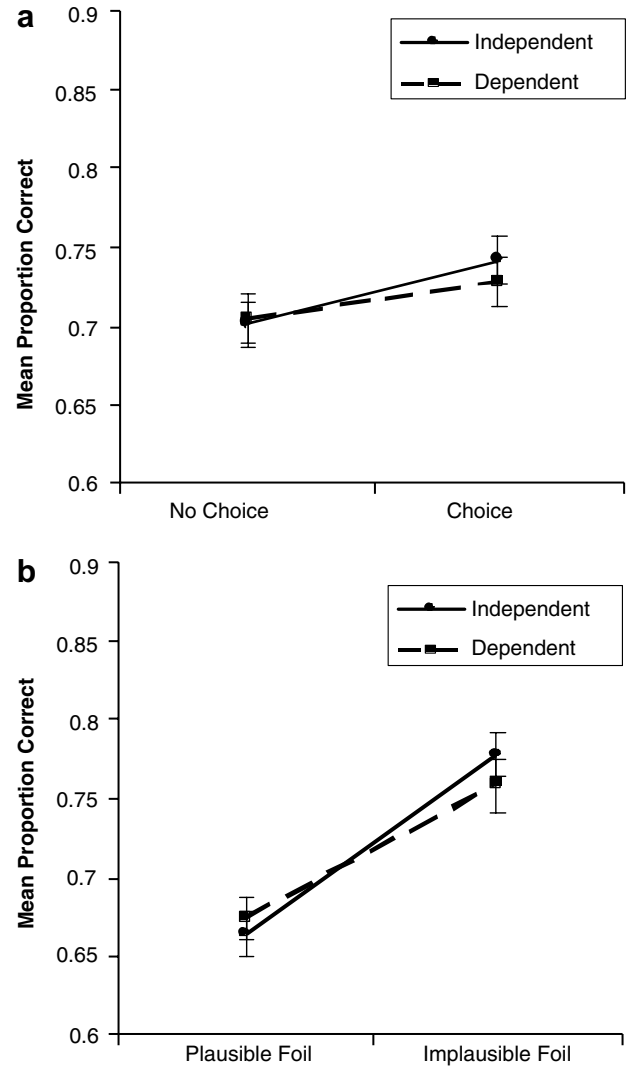 a
0.9
0.85
0.8
0.75
0.7
0.65
0.6
Mean Proportion Correct
Independent
Dependent
No Choice
Choice
b
0.9
0.85
0.8
0.75
0.7
0.65
0.6
Mean Proportion Correct
Independent
Dependent
Plausible Foil
Implausible Foil